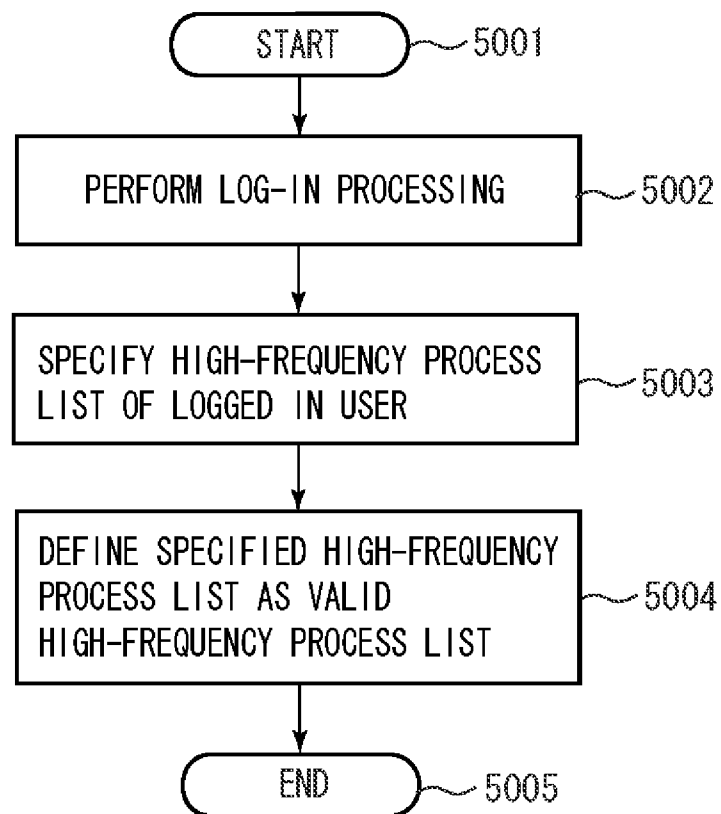 START
5001
PERFORM LOG-IN PROCESSING
5002
SPECIFY HIGH-FREQUENCY PROCESS
LIST OF LOGGED IN USER
5003
DEFINE SPECIFIED HIGH-FREQUENCY
PROCESS LIST AS VALID
HIGH-FREQUENCY PROCESS LIST
5004
END
5005